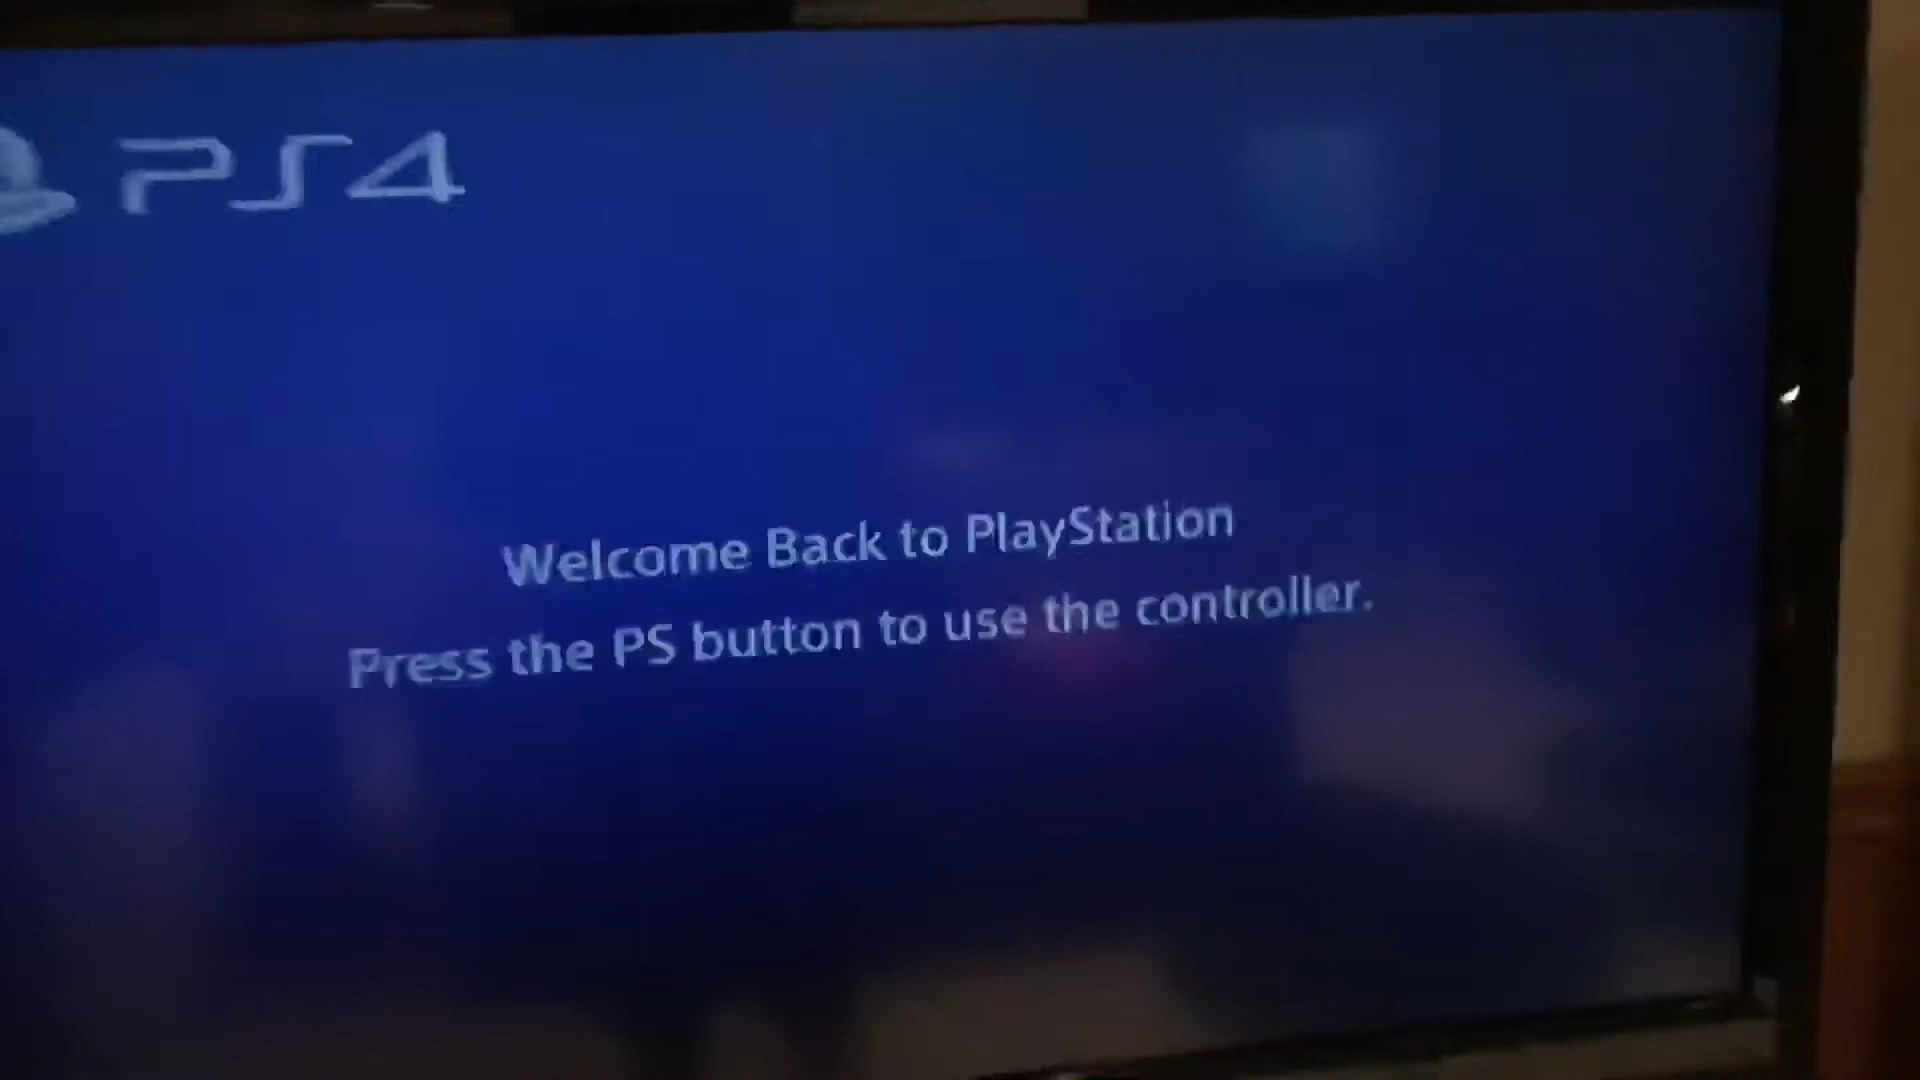 PS4
Welcome Back to PlayStation
Press the PS button to use the controller.